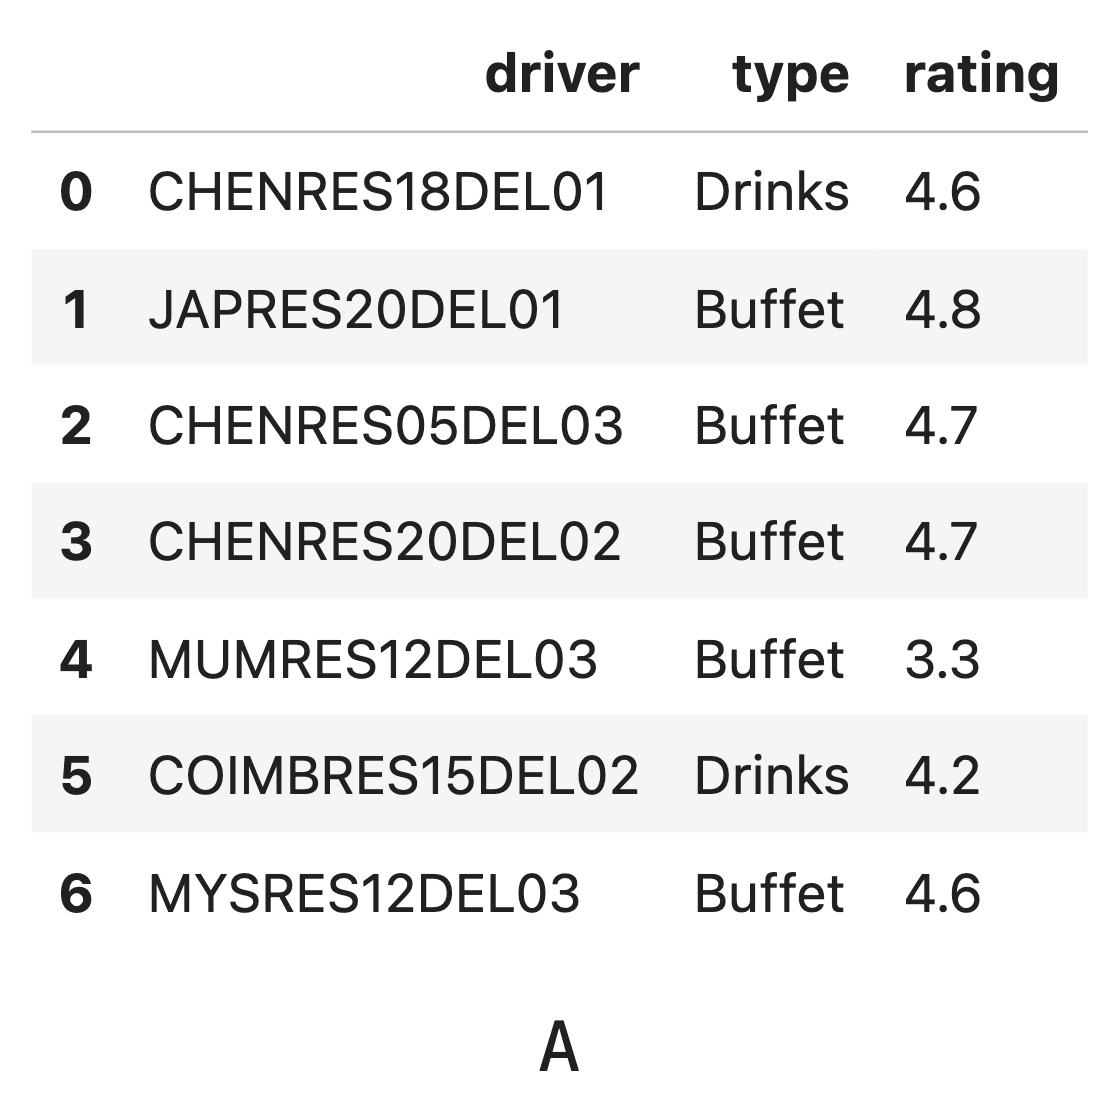 driver type rating
0 CHENRES18DEL01 Drinks 4.6
1 JAPRES20DEL01 Buffet 4.8
2 CHENRES05DEL03 Buffet 4.7
3 CHENRES20DEL02 Buffet 4.7
4 MUMRES12DEL03 Buffet 3.3
5 COIMBRES15DEL02 Drinks 4.2
6 MYSRES12DEL03 Buffet 4.6
A